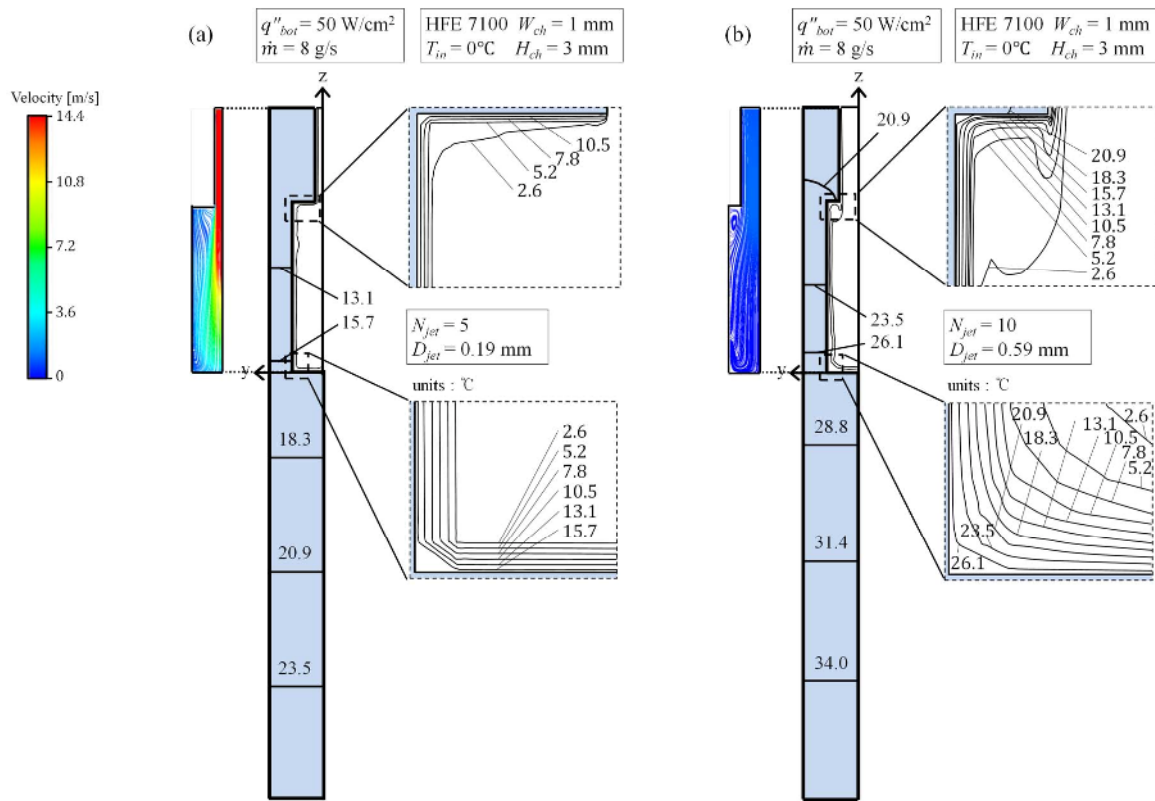 (a)
q″bot = 50 W/cm²
ṁ = 8 g/s
HFE 7100 Wch = 1 mm
Tin = 0℃ Hch = 3 mm
z
Velocity [m/s]
14.4
10.8
7.2
3.6
0
10.5
7.8
5.2
2.6
13.1
15.7
Njet = 5
Djet = 0.19 mm
y
units : ℃
18.3
20.9
23.5
2.6
5.2
7.8
10.5
13.1
15.7
(b)
q″bot = 50 W/cm²
ṁ = 8 g/s
HFE 7100 Wch = 1 mm
Tin = 0℃ Hch = 3 mm
z
20.9
20.9
18.3
15.7
13.1
10.5
7.8
5.2
2.6
23.5
26.1
Njet = 10
Djet = 0.59 mm
y
units : ℃
28.8
31.4
34.0
20.9
18.3
13.1
10.5
7.8
5.2
2.6
23.5
26.1